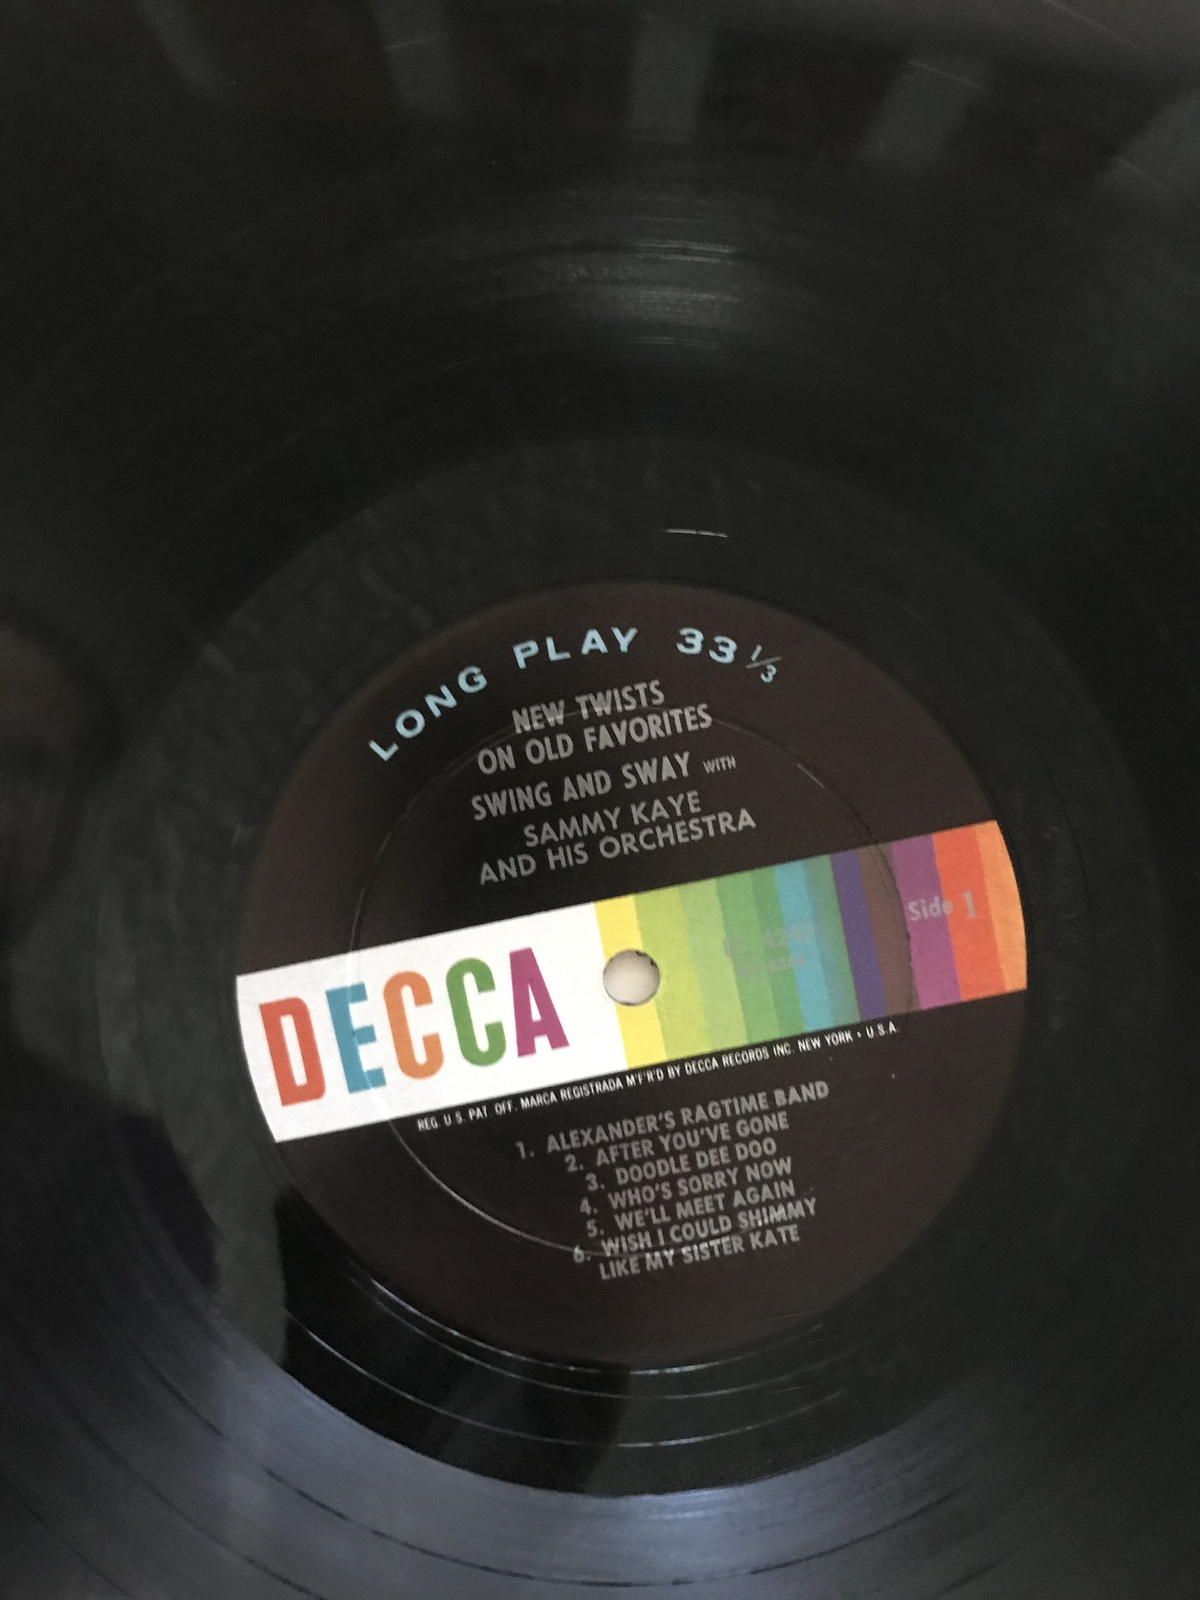 LONG PLAY 33 1/3
NEW TWISTS
ON OLD FAVORITES
SWING AND SWAY WITH
SAMMY KAYE
AND HIS ORCHESTRA
Side 1
DECCA
REG. U.S. PAT. OFF. MARCA REGISTRADA M'F'R'D BY DECCA RECORDS INC. NEW YORK • U.S.A.
1. ALEXANDER'S RAGTIME BAND
2. AFTER YOU'VE GONE
3. DOODLE DEE DOO
4. WHO'S SORRY NOW
5. WE'LL MEET AGAIN
6. WISH I COULD SHIMMY
LIKE MY SISTER KATE